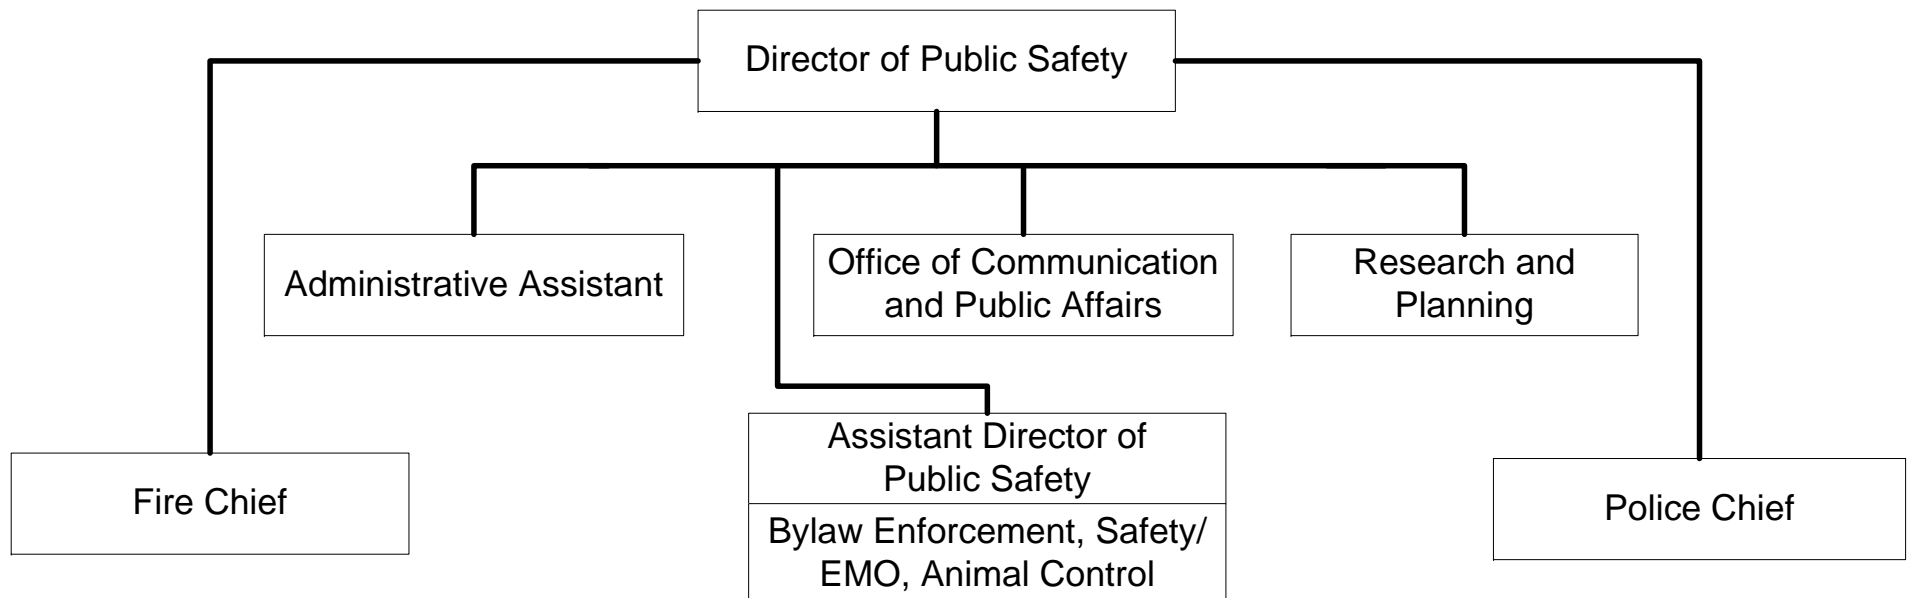 Director of Public Safety
Administrative Assistant
Office of Communication
and Public Affairs
Research and
Planning
Assistant Director of
Public Safety
Bylaw Enforcement, Safety/
EMO, Animal Control
Fire Chief
Police Chief